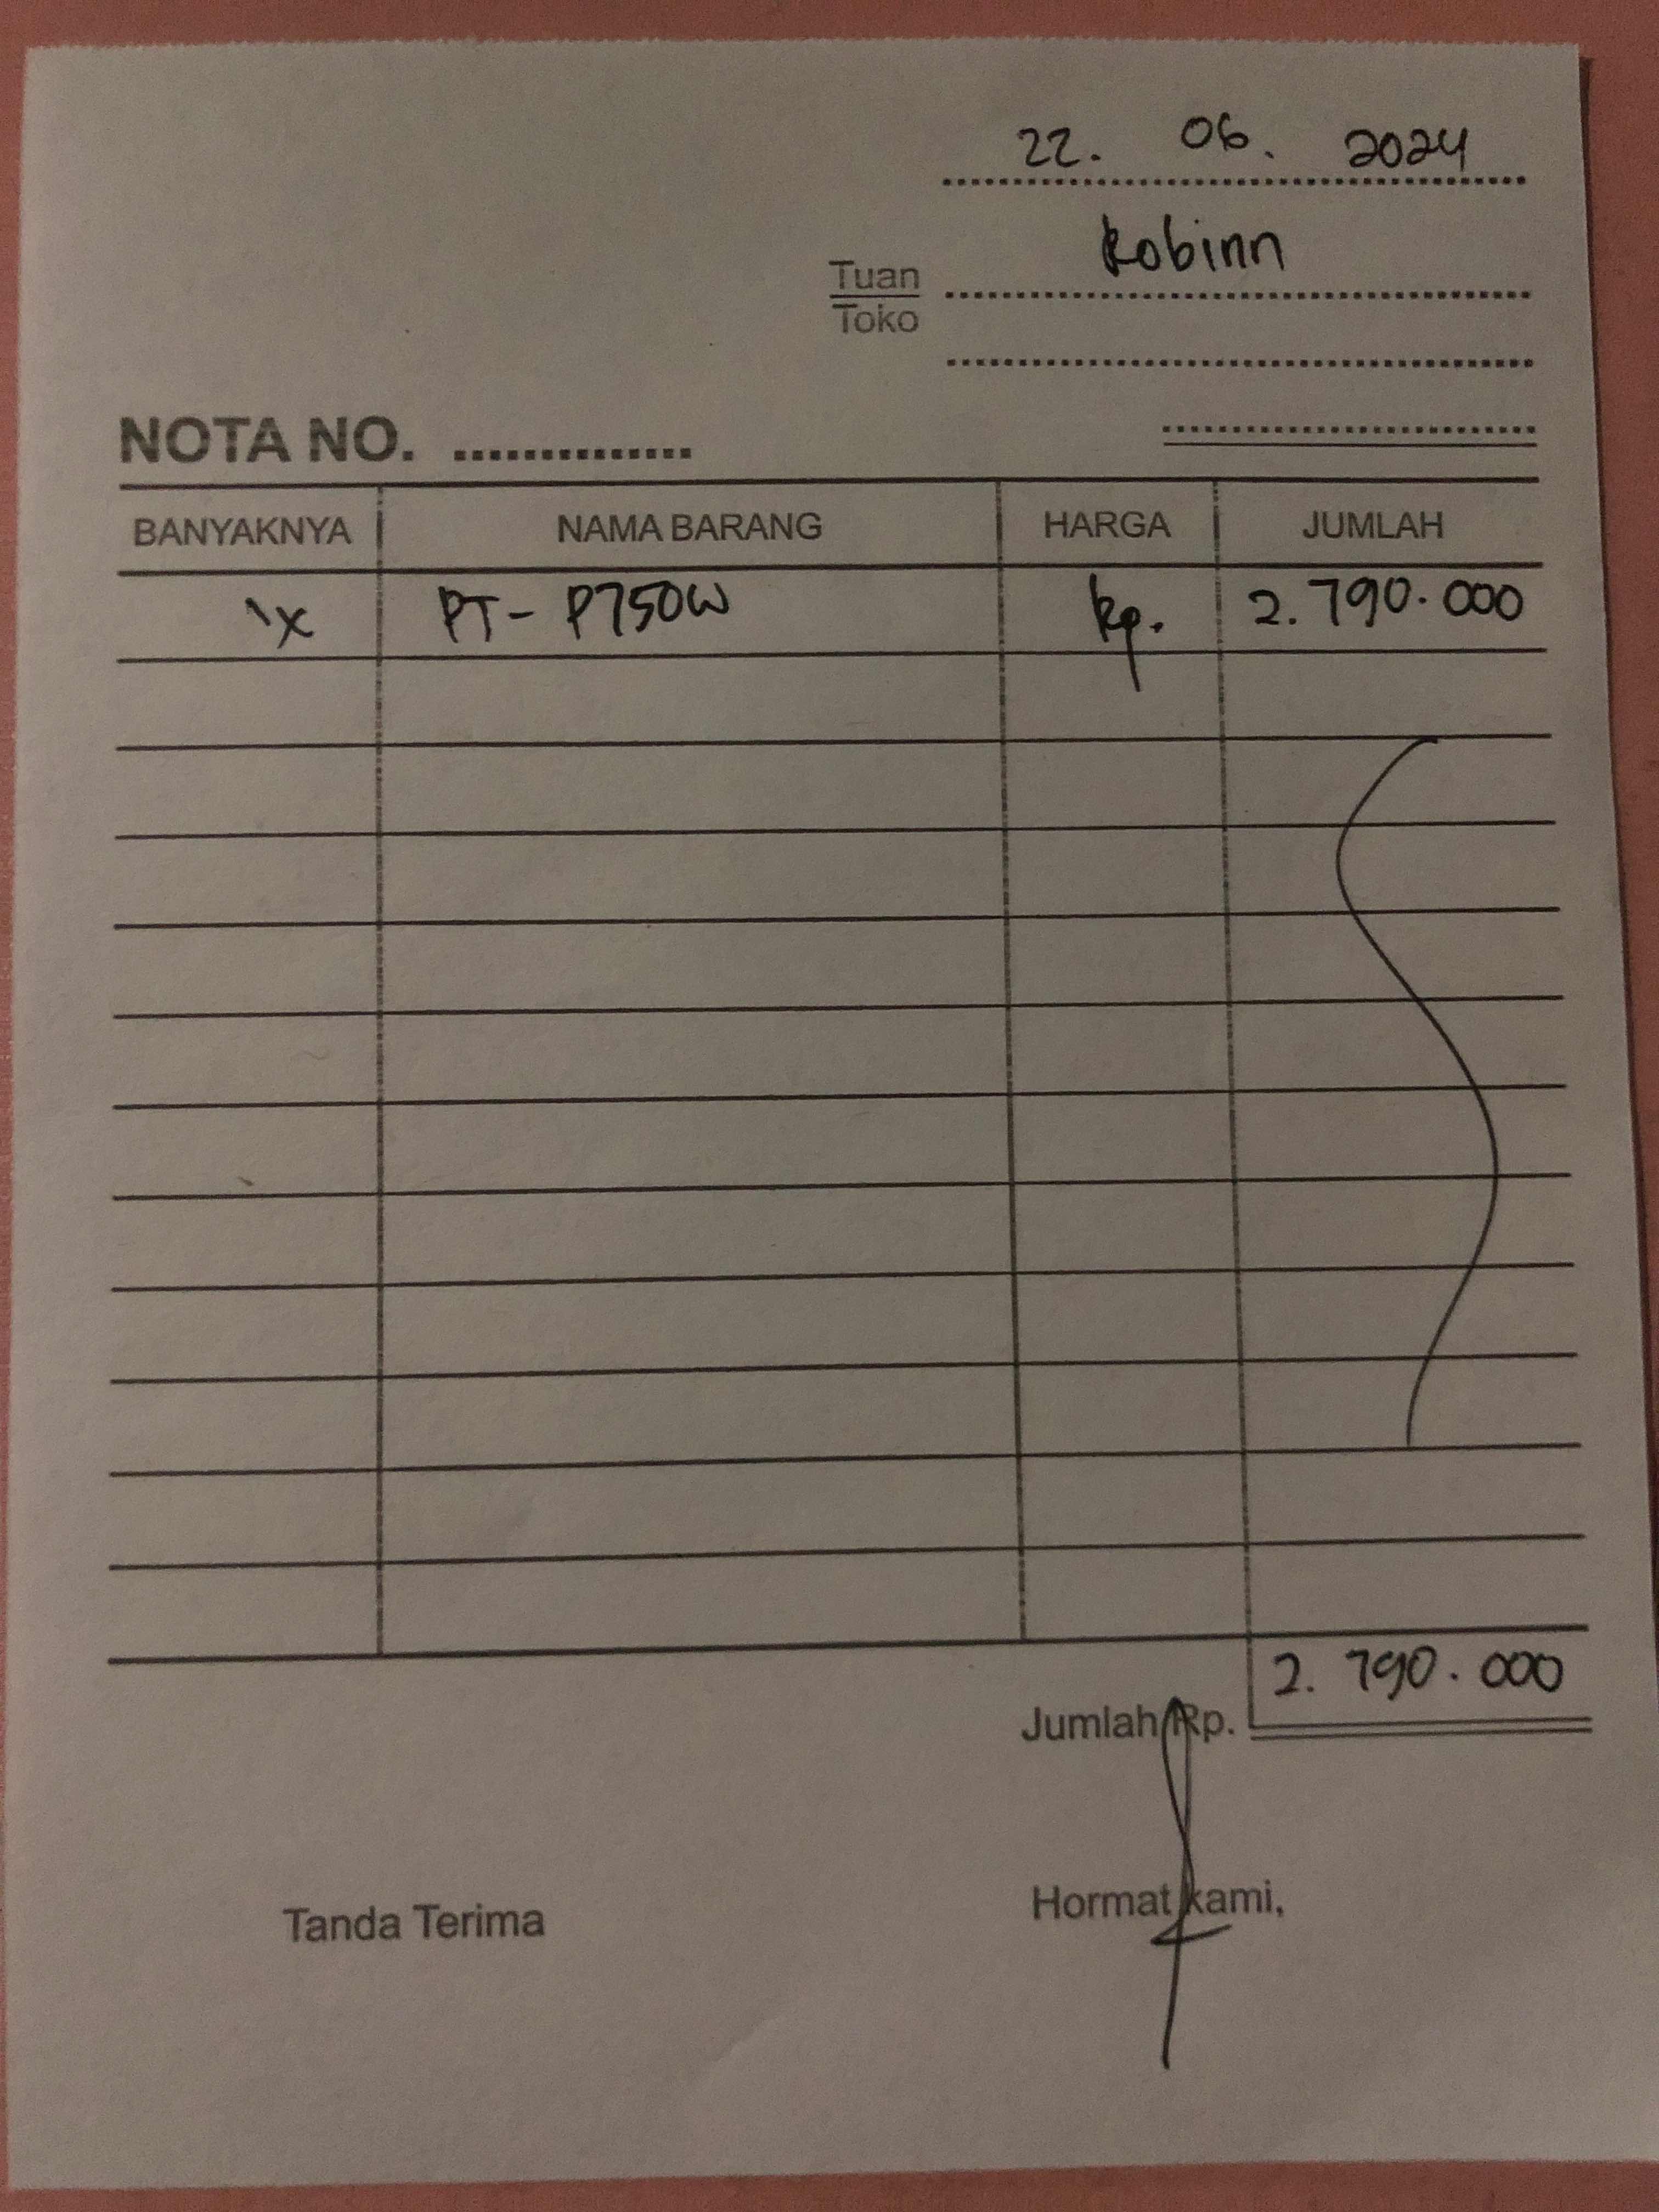 22. 06. 2024
Robinn
Tuan
Toko
NOTA NO. ..............
BANYAKNYA NAMA BARANG HARGA JUMLAH
1x PT- P750W Rp. 2.790.000
Jumlah Rp. 2.790.000
Tanda Terima Hormat kami,